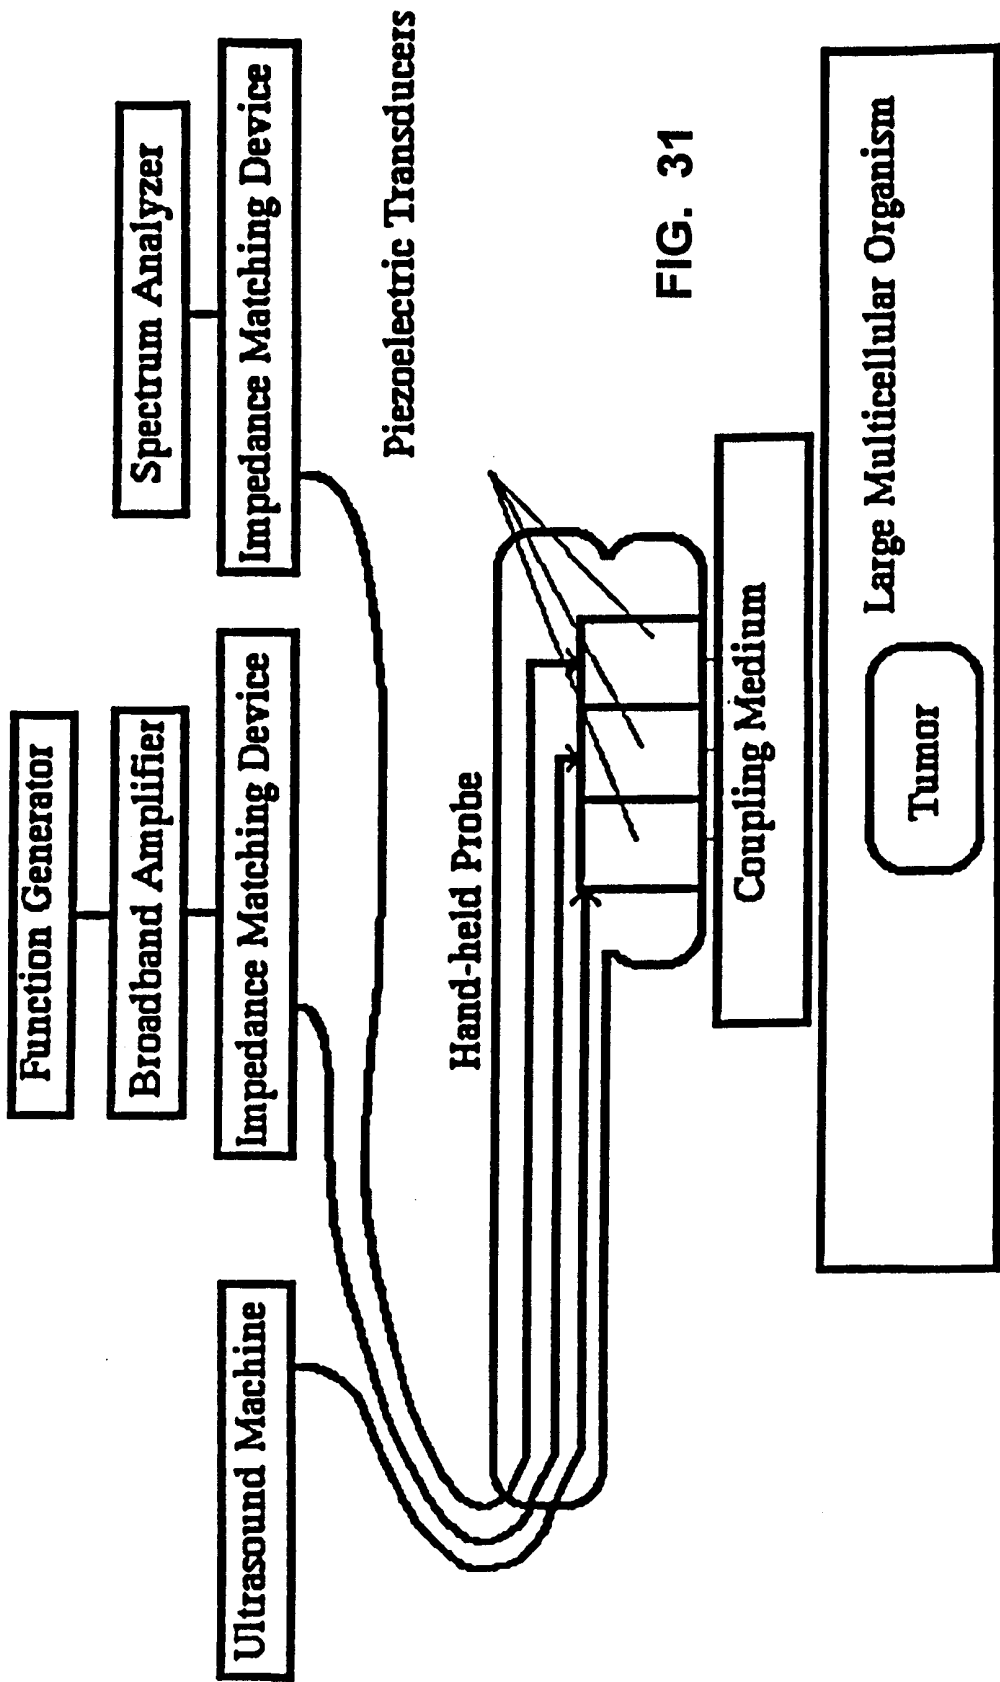 Function Generator
Broadband Amplifier
Impedance Matching Device
Spectrum Analyzer
Impedance Matching Device
Ultrasound Machine
Piezoelectric Transducers
Hand-held Probe
FIG. 31
Coupling Medium
Large Multicellular Organism
Tumor